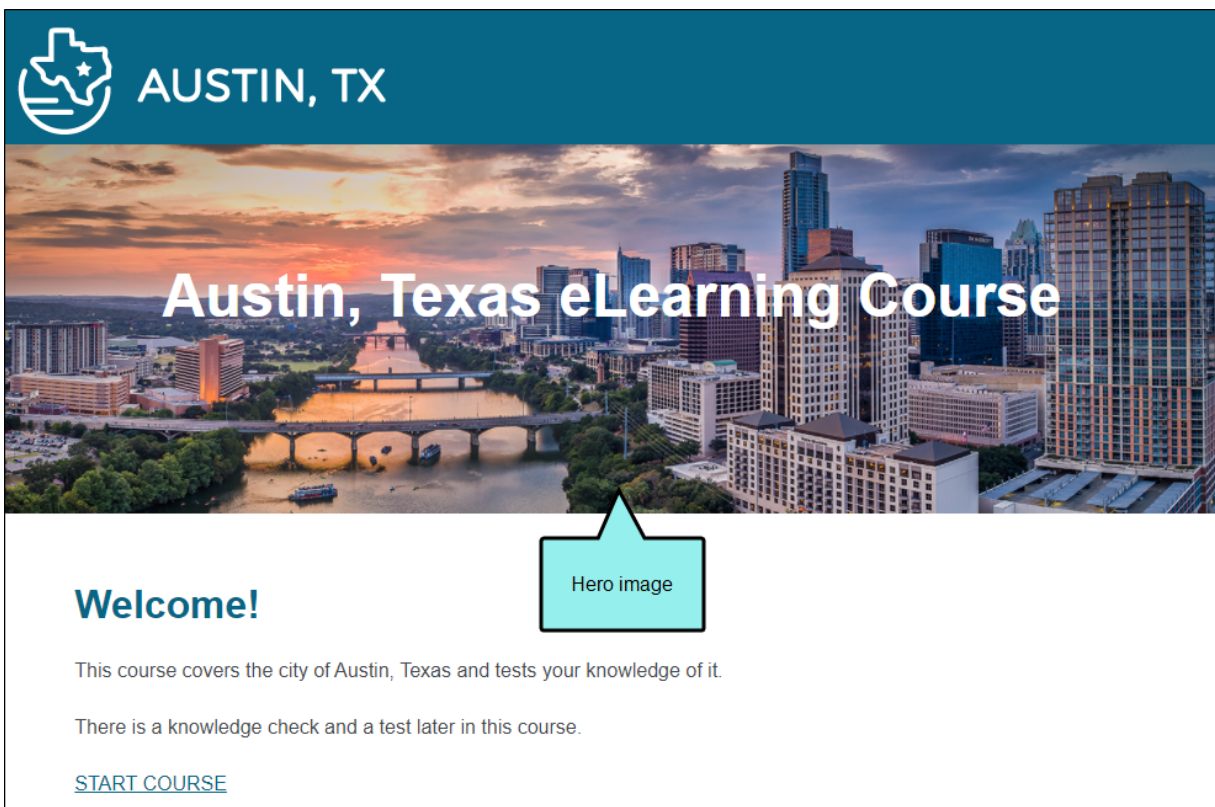 AUSTIN, TX
Austin, Texas eLearning Course
Hero image
Welcome!
This course covers the city of Austin, Texas and tests your knowledge of it.
There is a knowledge check and a test later in this course.
START COURSE